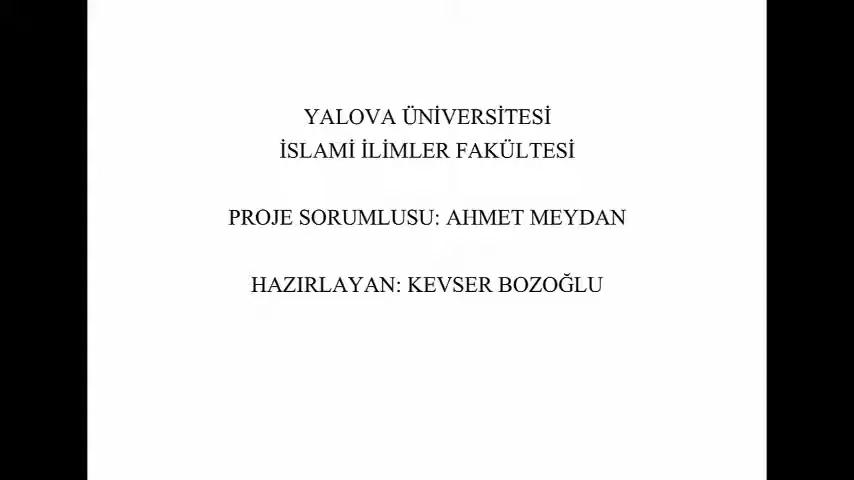 YALOVA ÜNİVERSİTESİ
İSLAMİ İLİMLER FAKÜLTESİ
PROJE SORUMLUSU: AHMET MEYDAN
HAZIRLAYAN: KEVSER BOZOĞLU